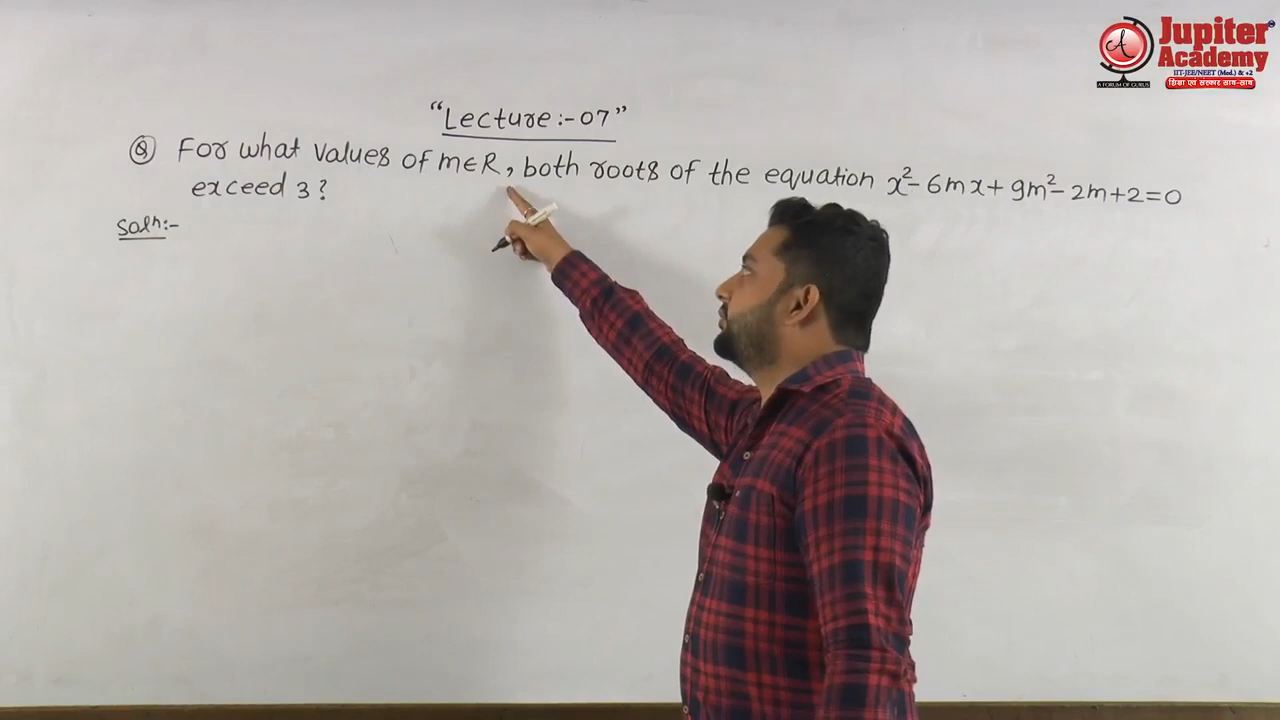 Jupiter
Academy
IIT-JEE/NEET (Med.) & +2
A FORUM OF GURUS
शिक्षा एवं संस्कार साथ-साथ
"Lecture:-07"
Q For what values of m∈R, both roots of the equation x²-6mx+9m²-2m+2=0
exceed 3?
Solⁿ:-